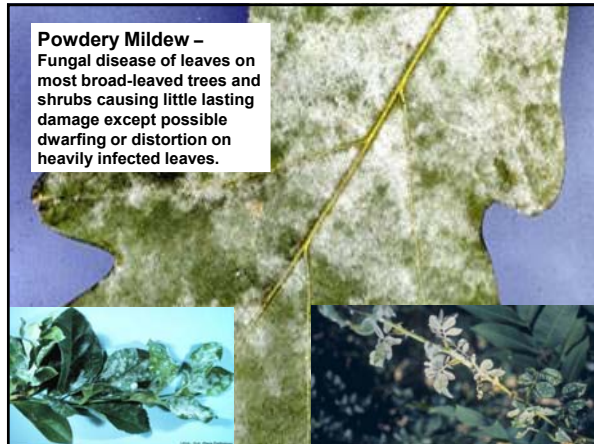 Powdery Mildew –
Fungal disease of leaves on
most broad-leaved trees and
shrubs causing little lasting
damage except possible
dwarfing or distortion on
heavily infected leaves.